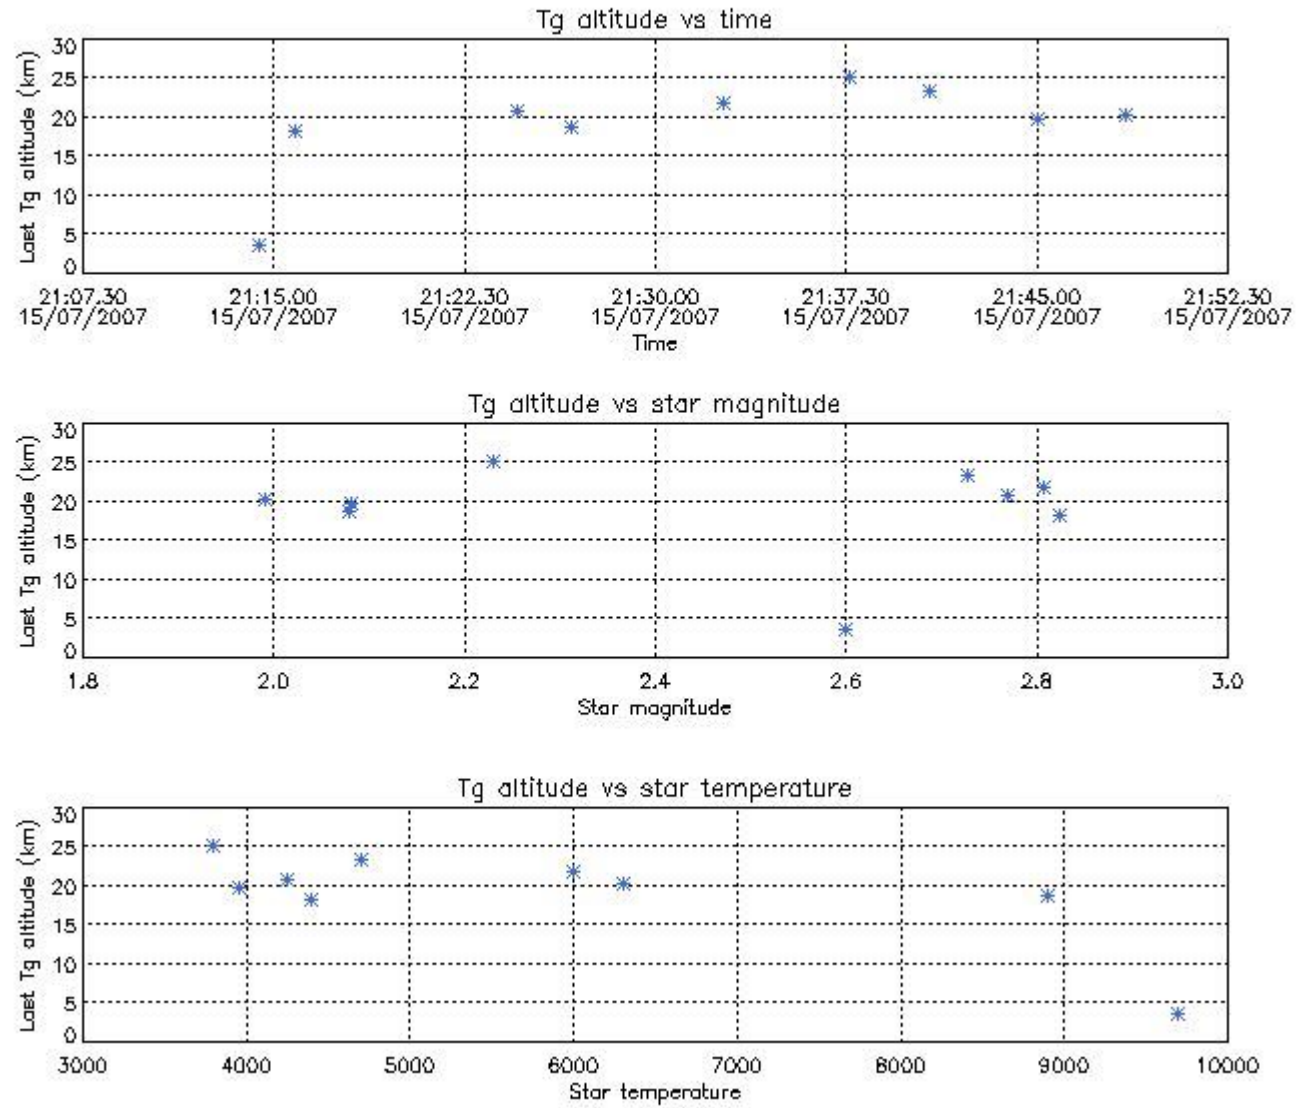 Tg altitude vs time
Last Tg altitude (km)
30
25
20
15
10
5
0
21:07.30 21:15.00 21:22.30 21:30.00 21:37.30 21:45.00 21:52.30
15/07/2007 15/07/2007 15/07/2007 15/07/2007 15/07/2007 15/07/2007 15/07/2007
Time
Tg altitude vs star magnitude
Last Tg altitude (km)
30
25
20
15
10
5
0
1.8 2.0 2.2 2.4 2.6 2.8 3.0
Star magnitude
Tg altitude vs star temperature
Last Tg altitude (km)
30
25
20
15
10
5
0
3000 4000 5000 6000 7000 8000 9000 10000
Star temperature